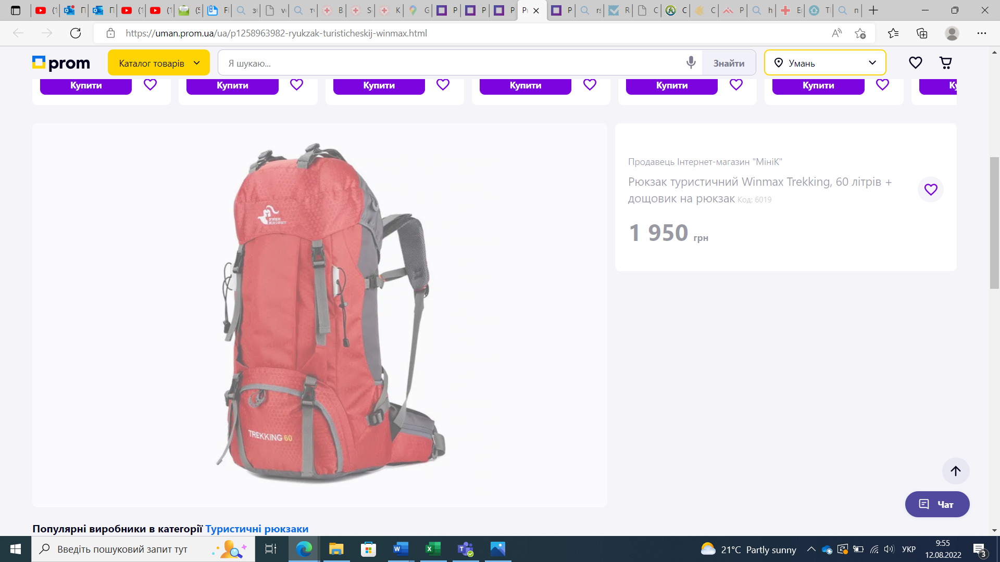 https://uman.prom.ua/ua/p1258963982-ryukzak-turisticheskij-winmax.html
prom
Каталог товарів
Я шукаю...
Знайти
Умань
Купити
Купити
Купити
Купити
Купити
Купити
FREE
KNIGHT
TREKKING 60
Продавець Інтернет-магазин "МініК"
Рюкзак туристичний Winmax Trekking, 60 літрів +
дощовик на рюкзак Код: 6019
1 950 грн
Чат
Популярні виробники в категорії Туристичні рюкзаки
Введіть пошуковий запит тут
21°C Partly sunny
УКР
9:55
12.08.2022
3